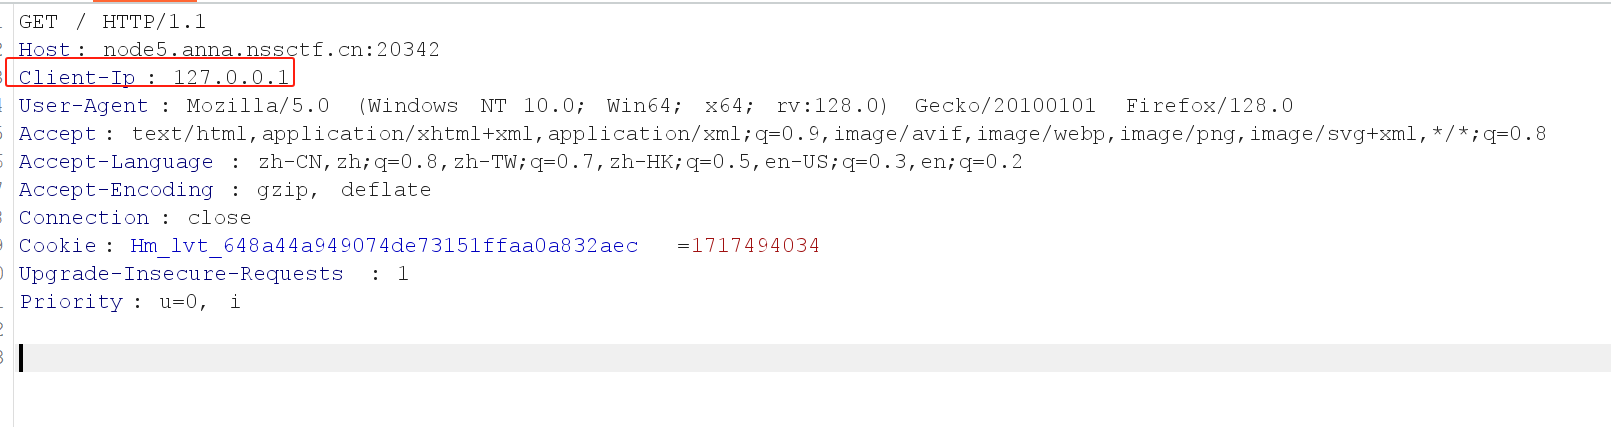 GET / HTTP/1.1
Host: node5.anna.nssctf.cn:20342
Client-Ip : 127.0.0.1
User-Agent : Mozilla/5.0 (Windows NT 10.0; Win64; x64; rv:128.0) Gecko/20100101 Firefox/128.0
Accept: text/html,application/xhtml+xml,application/xml;q=0.9,image/avif,image/webp,image/png,image/svg+xml,*/*;q=0.8
Accept-Language : zh-CN,zh;q=0.8,zh-TW;q=0.7,zh-HK;q=0.5,en-US;q=0.3,en;q=0.2
Accept-Encoding : gzip, deflate
Connection : close
Cookie: Hm_lvt_648a44a949074de73151ffaa0a832aec =1717494034
Upgrade-Insecure-Requests : 1
Priority: u=0, i